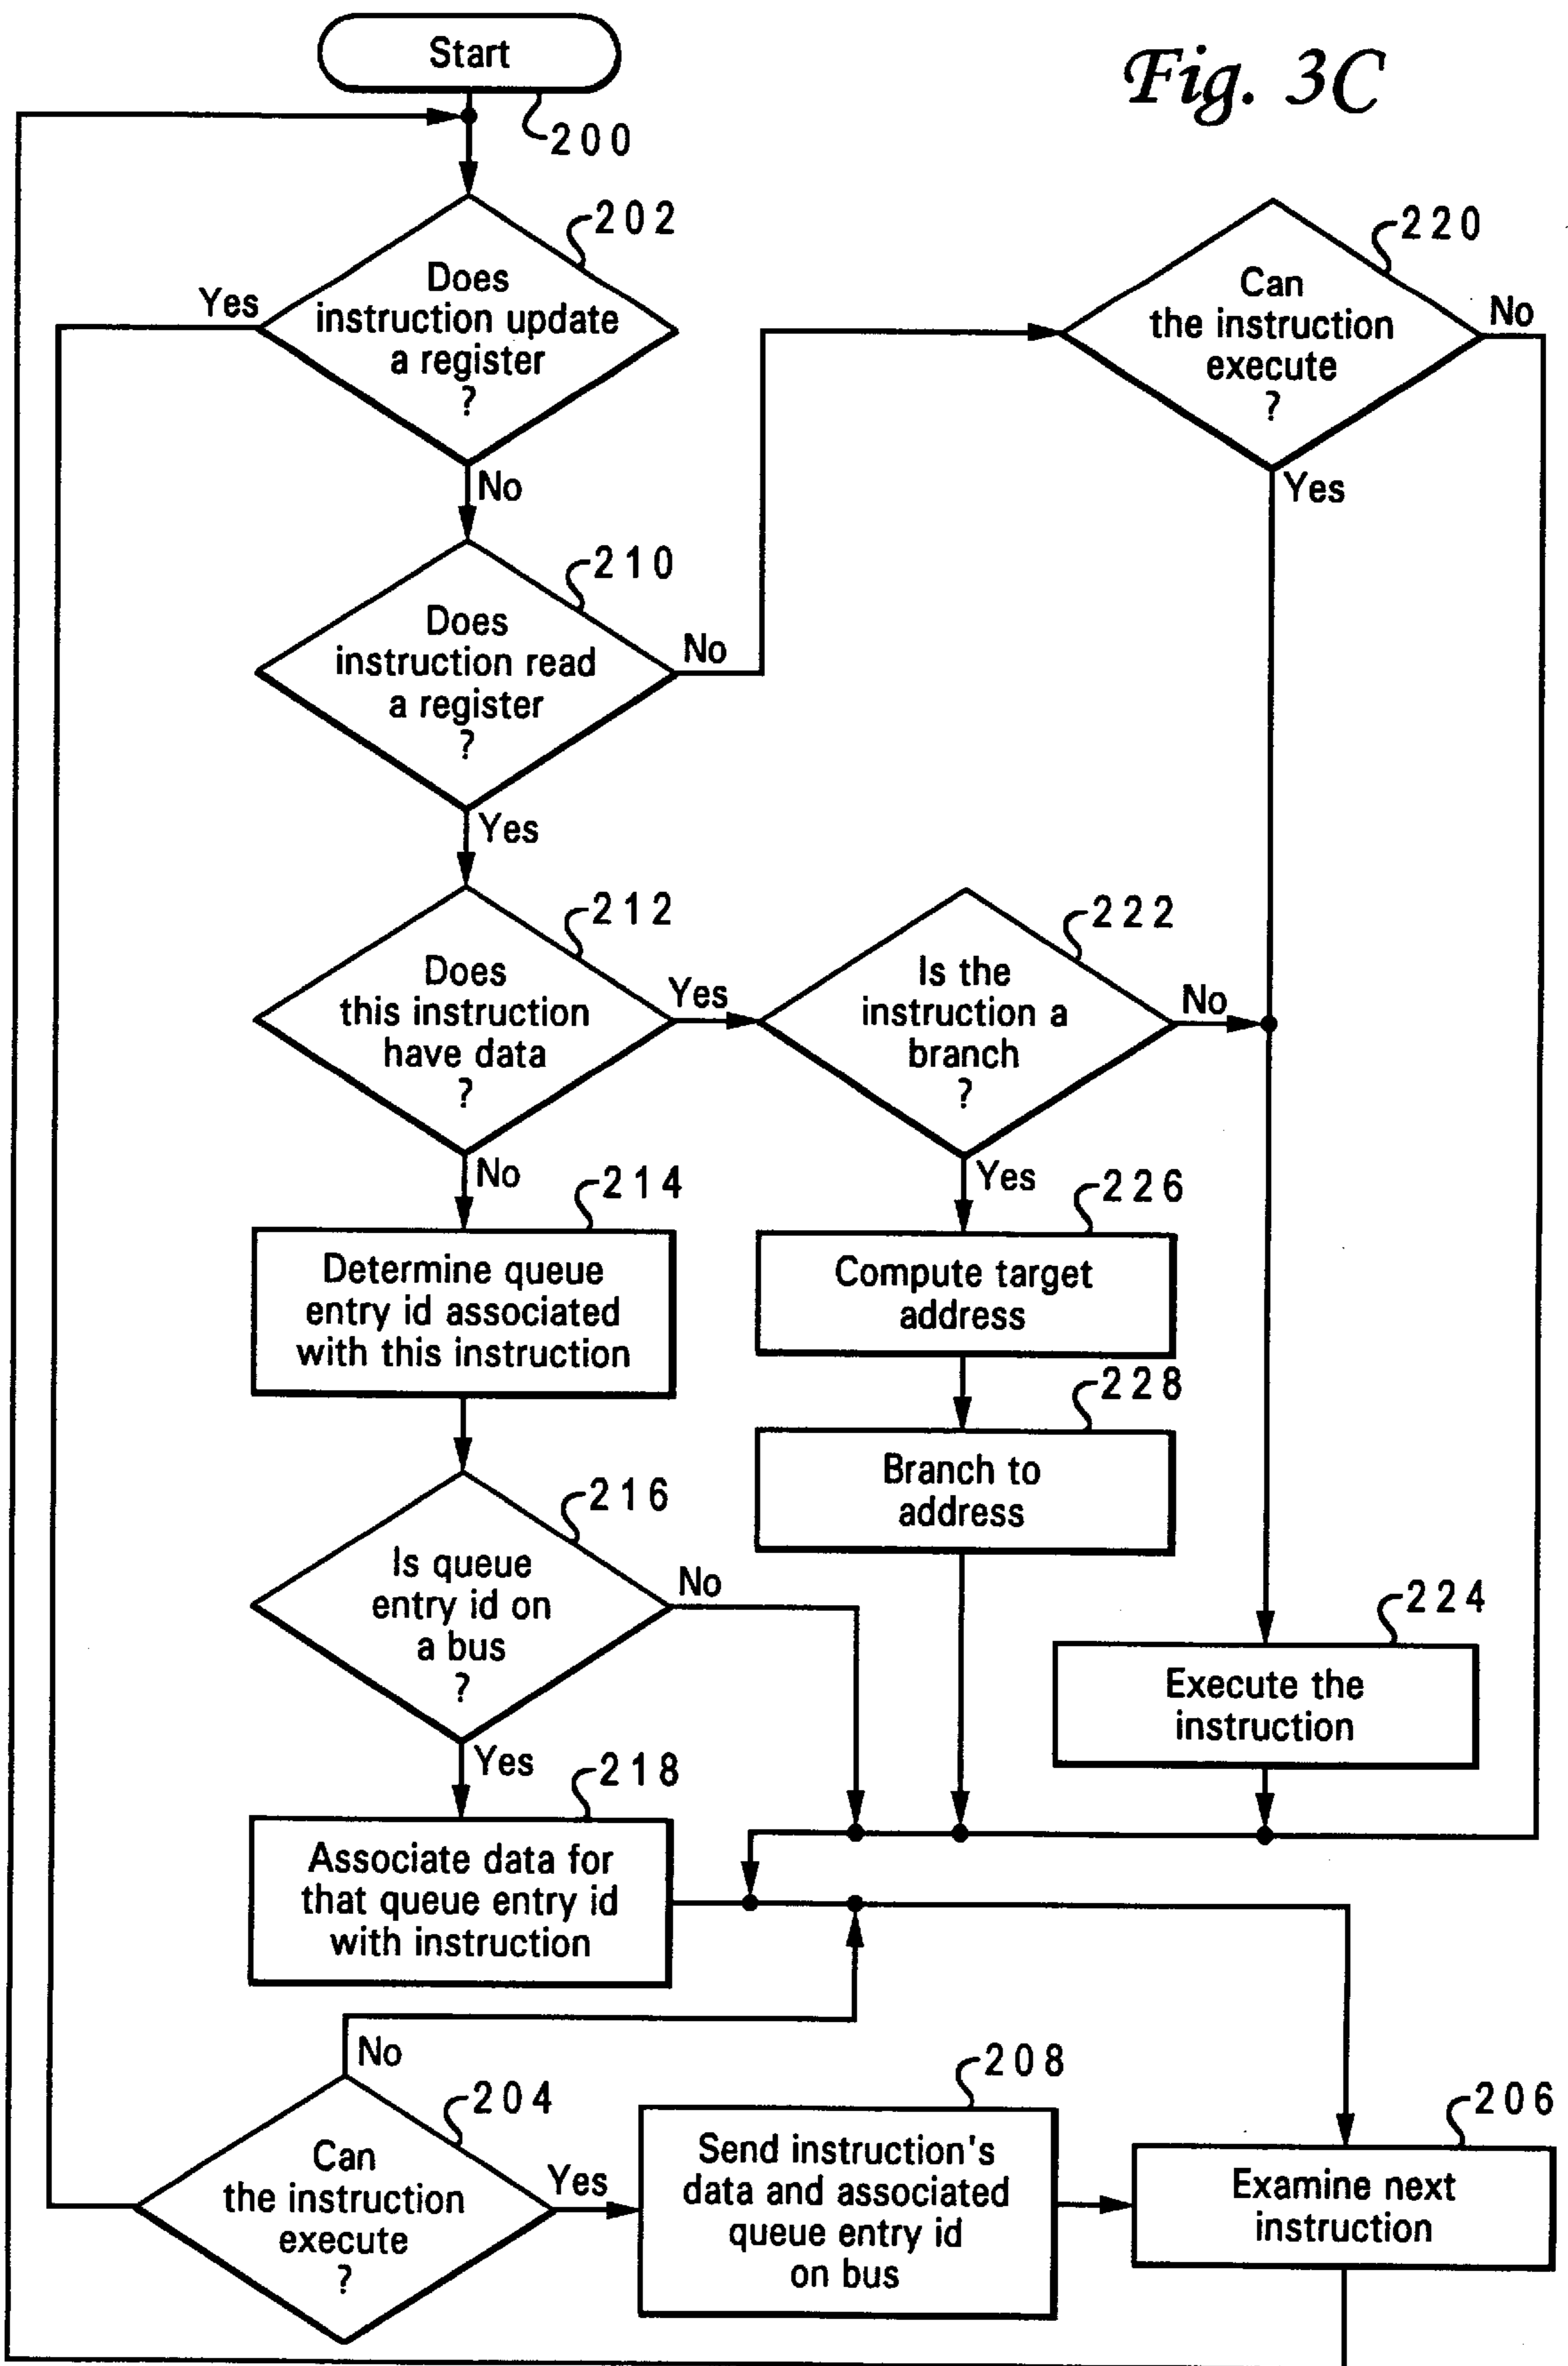 Start
Fig. 3C
200
202
Does
instruction update
a register
?
Yes
No
220
Can
the instruction
execute
?
No
Yes
210
Does
instruction read
a register
?
No
Yes
212
Does
this instruction
have data
?
Yes
No
222
Is the
instruction a
branch
?
No
Yes
214
Determine queue
entry id associated
with this instruction
226
Compute target
address
228
Branch to
address
216
Is queue
entry id on
a bus
?
No
Yes
224
Execute the
instruction
218
Associate data for
that queue entry id
with instruction
No
204
Can
the instruction
execute
?
Yes
208
Send instruction's
data and associated
queue entry id
on bus
206
Examine next
instruction